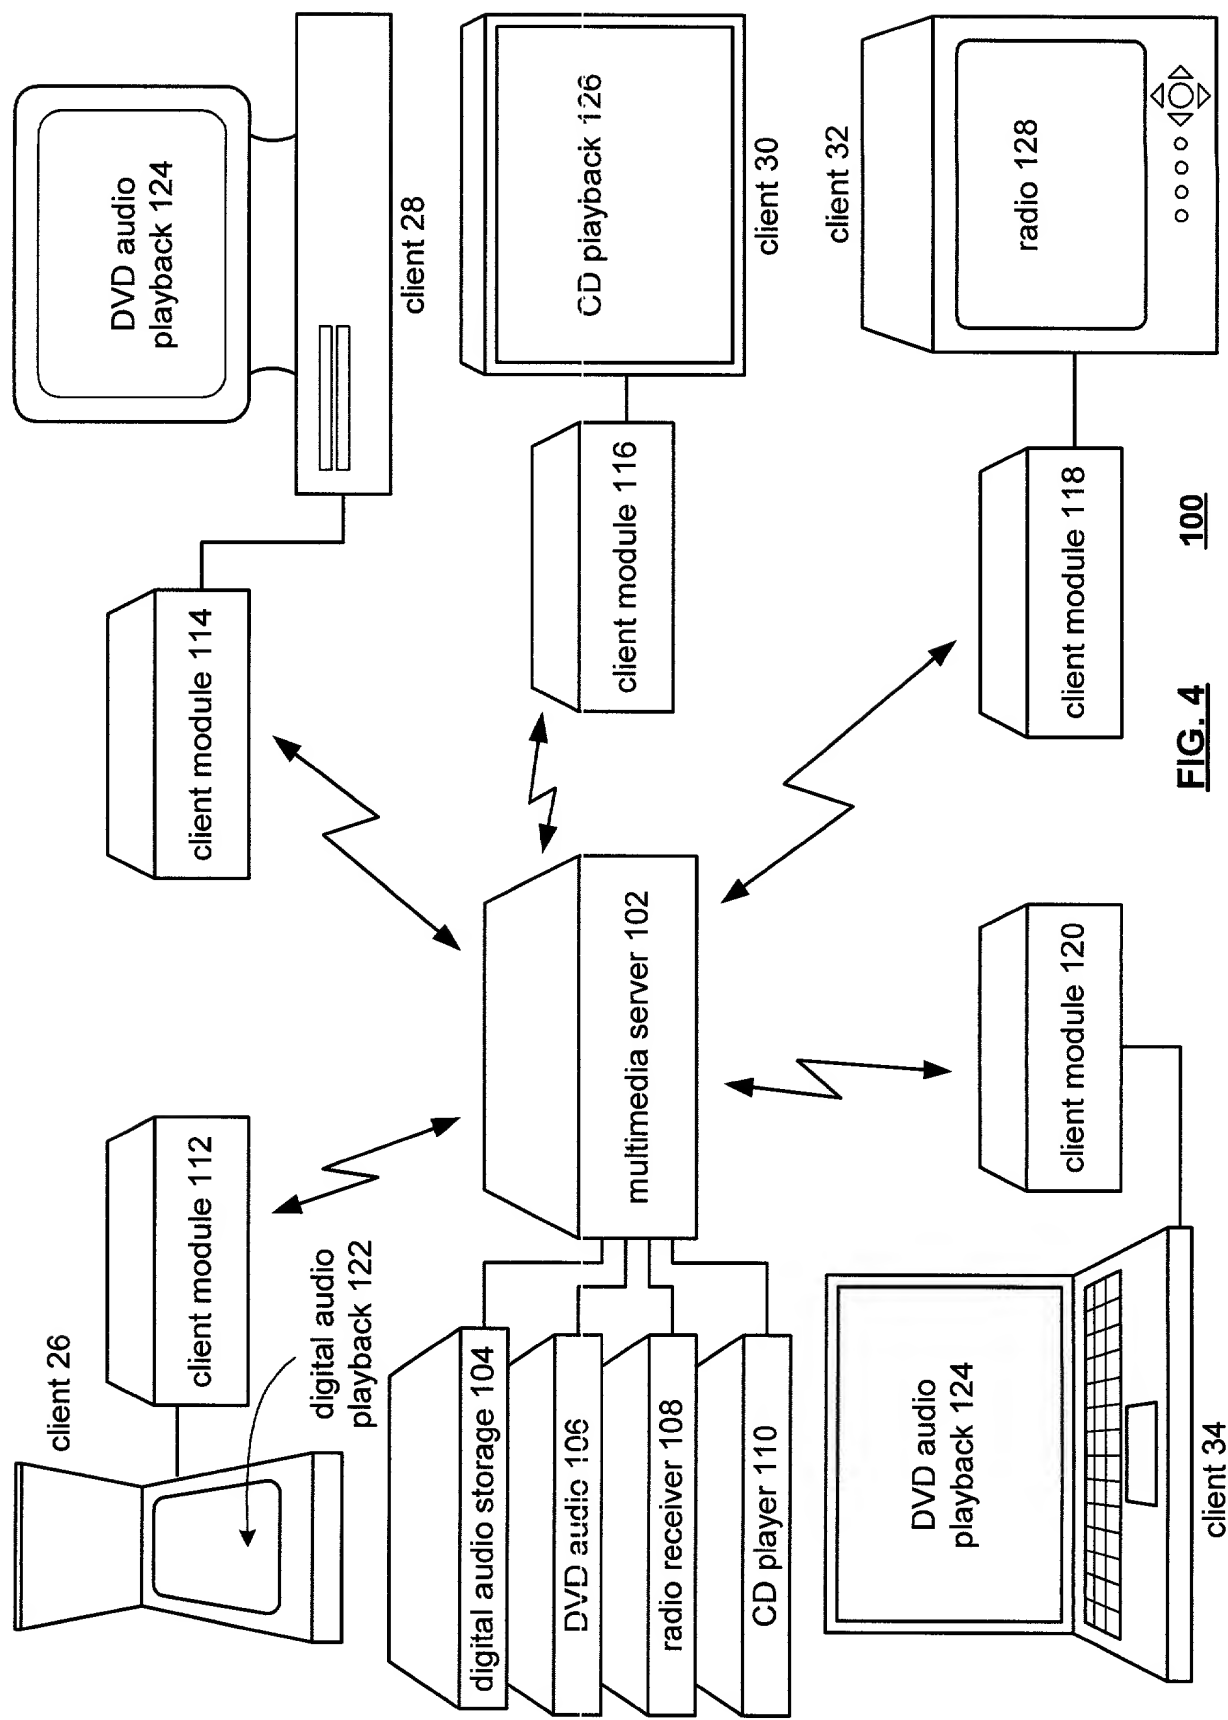 client 26
client module 112
digital audio
playback 122
client module 114
DVD audio
playback 124
client 28
digital audio storage 104
DVD audio 106
radio receiver 108
CD player 110
multimedia server 102
client module 116
CD playback 126
client 30
DVD audio
playback 124
client 34
client module 120
client module 118
client 32
radio 128
FIG. 4
100